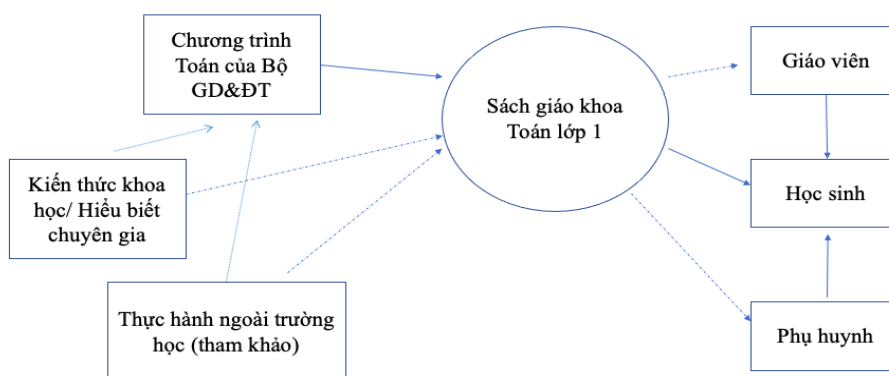 Chương trình
Toán của Bộ
GD&ĐT
Sách giáo khoa
Toán lớp 1
Giáo viên
Kiến thức khoa
học/ Hiểu biết
chuyên gia
Học sinh
Thực hành ngoài trường
học (tham khảo)
Phụ huynh